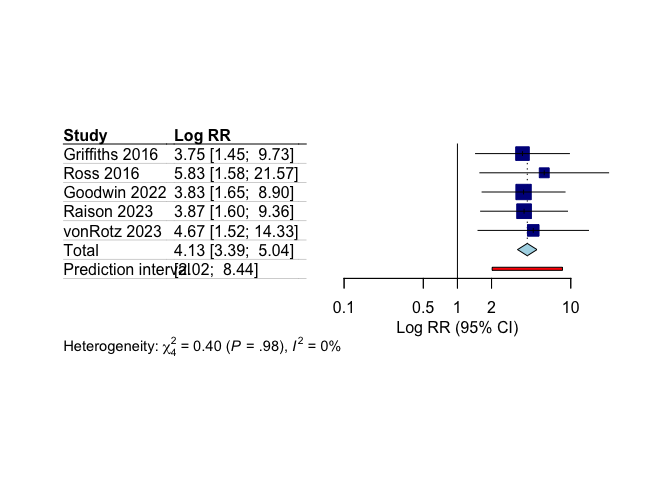 Study Log RR
Griffiths 2016 3.75 [1.45; 9.73]
Ross 2016 5.83 [1.58; 21.57]
Goodwin 2022 3.83 [1.65; 8.90]
Raison 2023 3.87 [1.60; 9.36]
vonRotz 2023 4.67 [1.52; 14.33]
Total 4.13 [3.39; 5.04]
Prediction interval [2.02; 8.44]
0.1 0.5 1 2 10
Log RR (95% CI)
Heterogeneity: χ²₄ = 0.40 (P = .98), I² = 0%